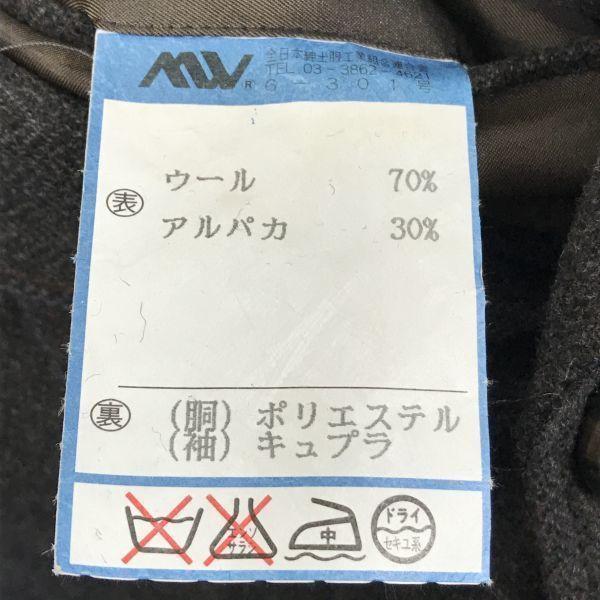 MW
全日本紳士服工業組合連合会
TEL.03-3862-4621
R G-301号
表 ウール 70%
アルパカ 30%
裏 (胴) ポリエステル
(袖) キュプラ
エンソ
サラシ
中
ドライ
セキユ系